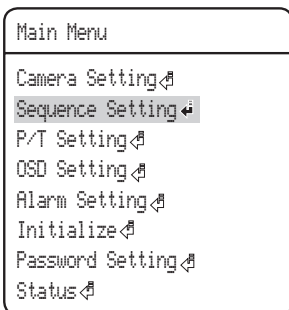 Main Menu
Camera Setting
Sequence Setting
P/T Setting
OSD Setting
Alarm Setting
Initialize
Password Setting
Status